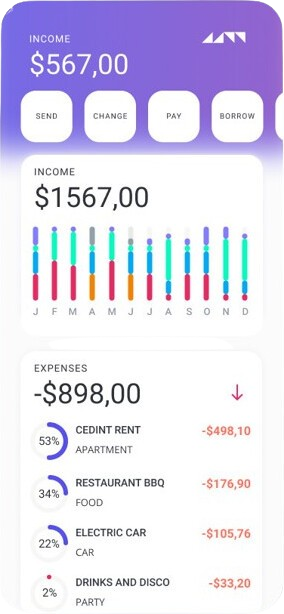 INCOME
$567,00
SEND
CHANGE
PAY
BORROW
INCOME
$1567,00
J F M A M J J A S O N D
EXPENSES
-$898,00
53%
CEDINT RENT
-$498,10
APARTMENT
34%
RESTAURANT BBQ
-$176,90
FOOD
22%
ELECTRIC CAR
-$105,76
CAR
2%
DRINKS AND DISCO
-$33,20
PARTY